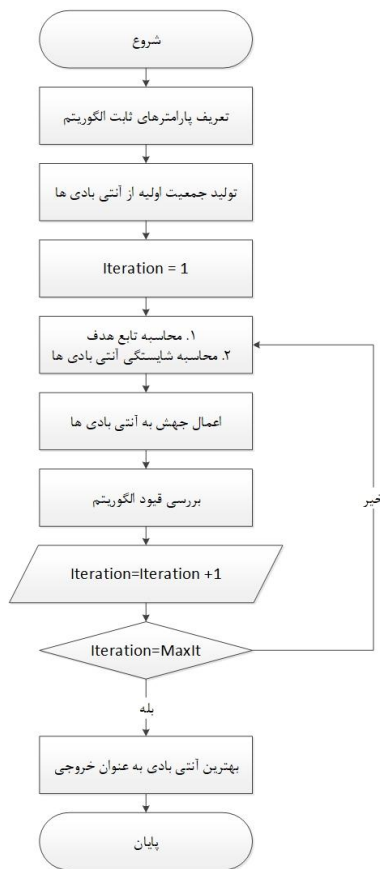 شروع
تعریف پارامترهای ثابت الگوریتم
تولید جمعیت اولیه از آنتی بادی ها
Iteration = 1
۱. محاسبه تابع هدف
۲. محاسبه شایستگی آنتی بادی ها
اعمال جهش به آنتی بادی ها
بررسی قیود الگوریتم
خیر
Iteration=Iteration +1
Iteration=MaxIt
بله
بهترین آنتی بادی به عنوان خروجی
پایان